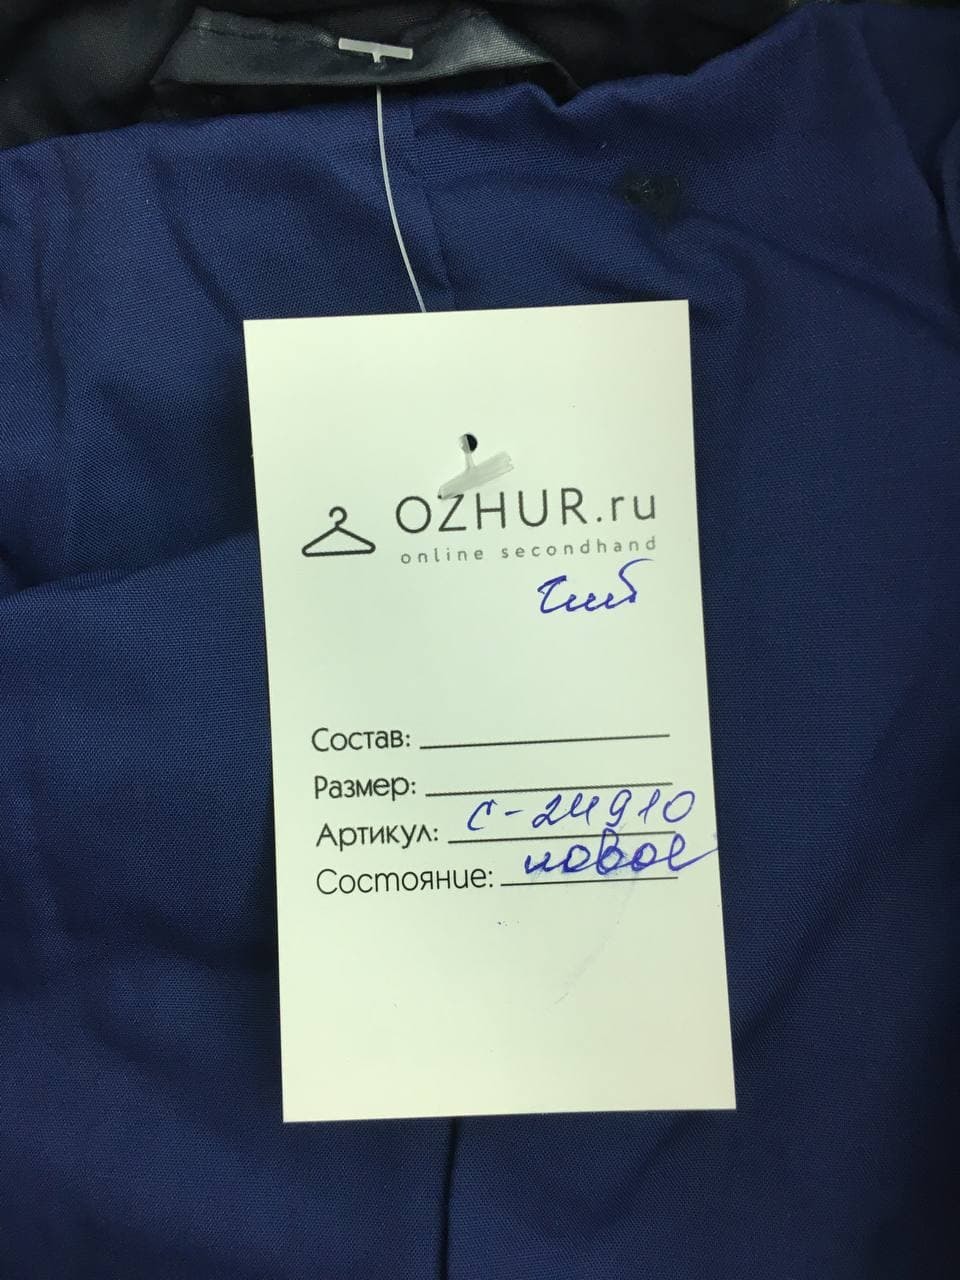 OZHUR.ru
online secondhand
Состав:
Размер:
Артикул: С-24910
Состояние: новое